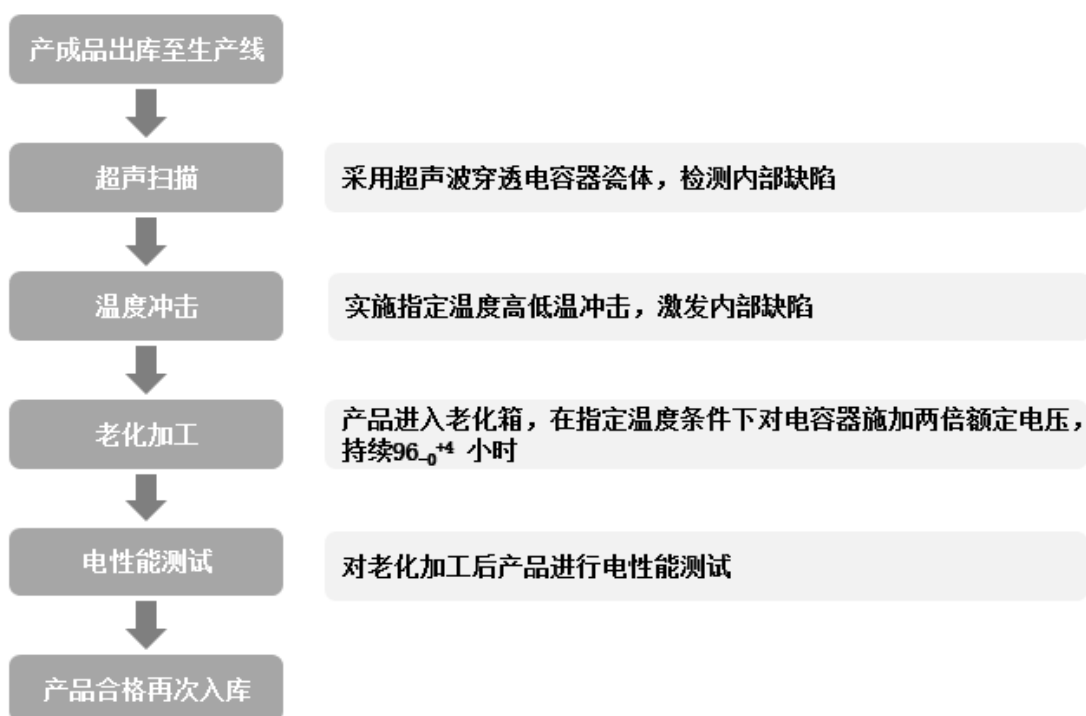 产成品出库至生产线
超声扫描
采用超声波穿透电容器瓷体，检测内部缺陷
温度冲击
实施指定温度高低温冲击，激发内部缺陷
老化加工
产品进入老化箱，在指定温度条件下对电容器施加两倍额定电压，
持续96₋₀⁺⁴ 小时
电性能测试
对老化加工后产品进行电性能测试
产品合格再次入库